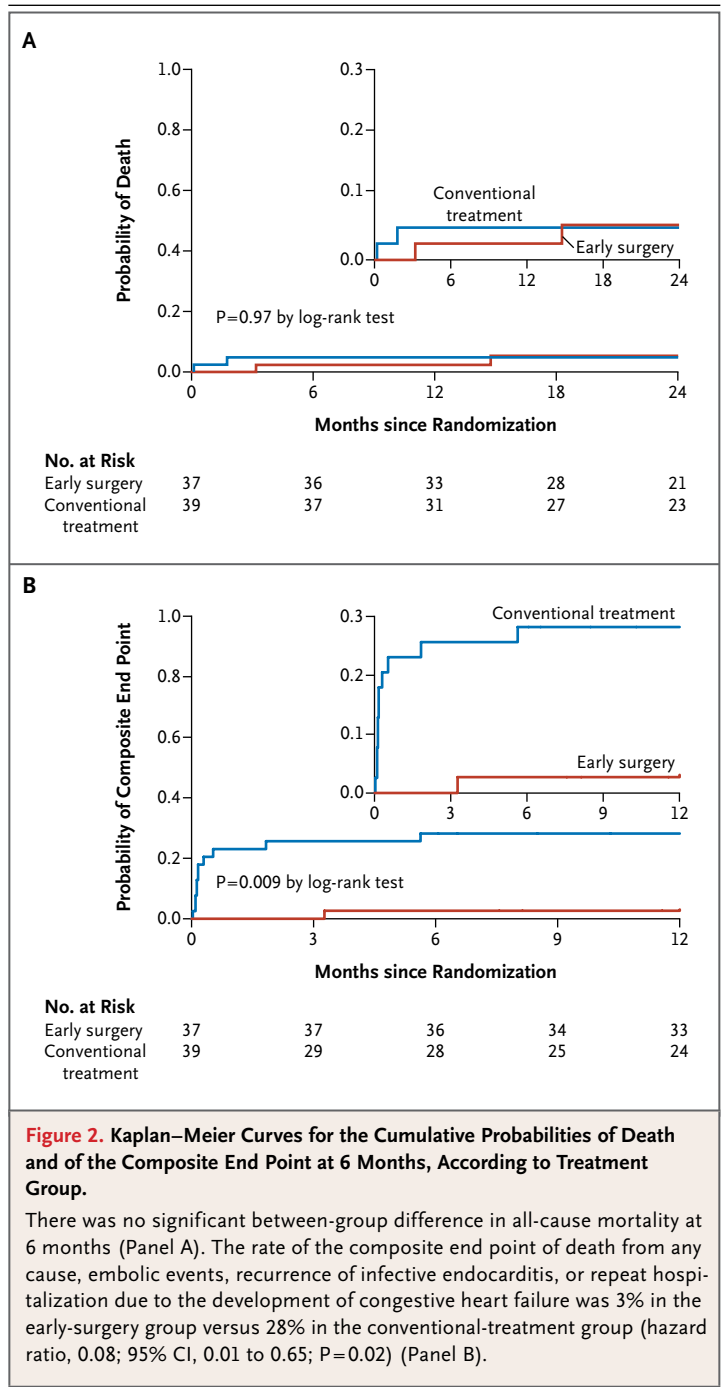 A
1.0
0.8
0.6
0.4
0.2
0.0
Probability of Death
0.3
0.2
0.1
0.0
Conventional
treatment
Early surgery
0 6 12 18 24
P=0.97 by log-rank test
0 6 12 18 24
Months since Randomization
No. at Risk
Early surgery 37 36 33 28 21
Conventional 39 37 31 27 23
treatment
B
1.0
0.8
0.6
0.4
0.2
0.0
Probability of Composite End Point
0.3
0.2
0.1
0.0
Conventional treatment
Early surgery
0 3 6 9 12
P=0.009 by log-rank test
0 3 6 9 12
Months since Randomization
No. at Risk
Early surgery 37 37 36 34 33
Conventional 39 29 28 25 24
treatment
Figure 2. Kaplan–Meier Curves for the Cumulative Probabilities of Death
and of the Composite End Point at 6 Months, According to Treatment
Group.
There was no significant between-group difference in all-cause mortality at
6 months (Panel A). The rate of the composite end point of death from any
cause, embolic events, recurrence of infective endocarditis, or repeat hospi-
talization due to the development of congestive heart failure was 3% in the
early-surgery group versus 28% in the conventional-treatment group (hazard
ratio, 0.08; 95% CI, 0.01 to 0.65; P=0.02) (Panel B).